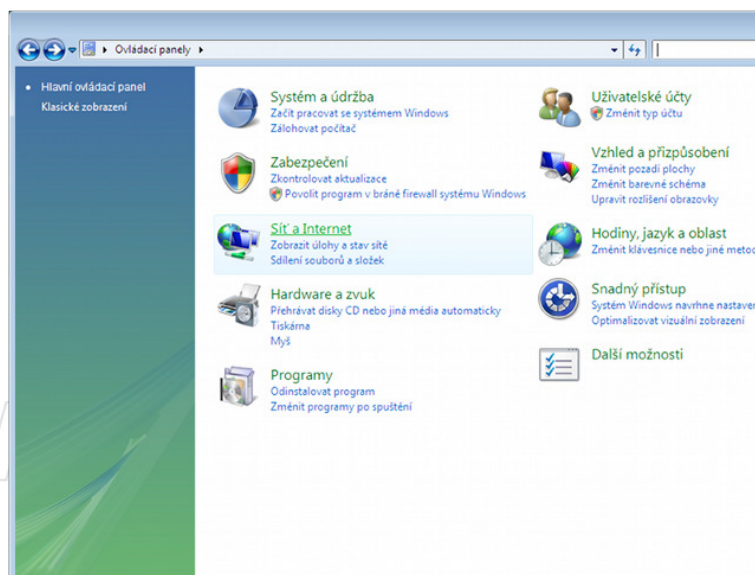 Ovládací panely
Hlavní ovládací panel
Klasické zobrazení
Systém a údržba
Začít pracovat se systémem Windows
Zálohovat počítač
Zabezpečení
Zkontrolovat aktualizace
Povolit program v bráně firewall systému Windows
Síť a Internet
Zobrazit úlohy a stav sítě
Sdílení souborů a složek
Hardware a zvuk
Přehrávat disky CD nebo jiná média automaticky
Tiskárna
Myš
Programy
Odinstalovat program
Změnit programy po spuštění
Uživatelské účty
Změnit typ účtu
Vzhled a přizpůsobení
Změnit pozadí plochy
Změnit barevné schéma
Upravit rozlišení obrazovky
Hodiny, jazyk a oblast
Změnit klávesnice nebo jiné metod
Snadný přístup
Systém Windows navrhne nastaven
Optimalizovat vizuální zobrazení
Další možnosti